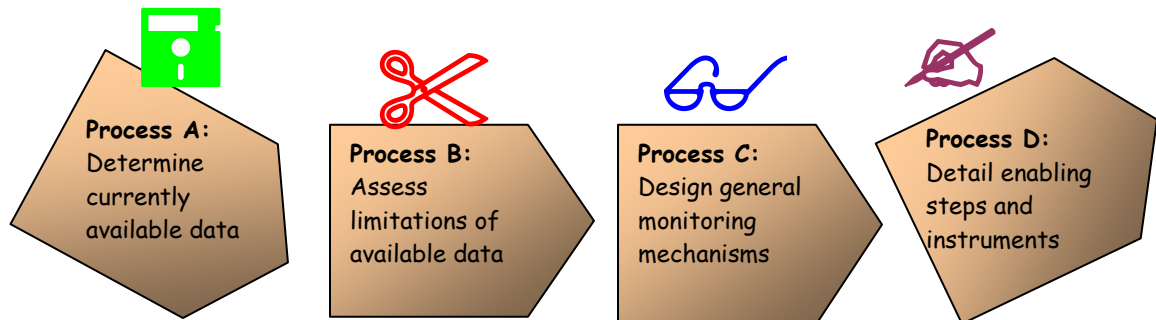 Process A:
Determine
currently
available data
Process B:
Assess
limitations of
available data
Process C:
Design general
monitoring
mechanisms
Process D:
Detail enabling
steps and
instruments